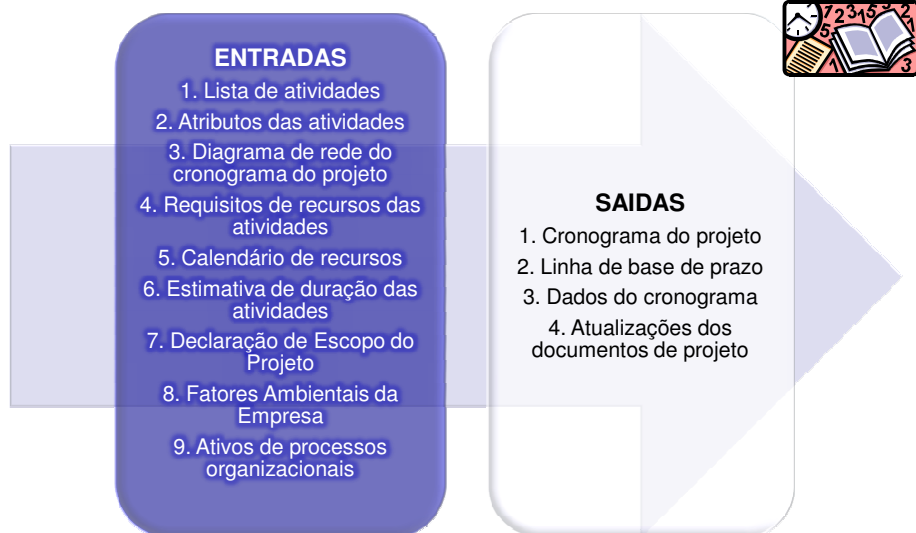 ENTRADAS
1. Lista de atividades
2. Atributos das atividades
3. Diagrama de rede do
cronograma do projeto
4. Requisitos de recursos das
atividades
5. Calendário de recursos
6. Estimativa de duração das
atividades
7. Declaração de Escopo do
Projeto
8. Fatores Ambientais da
Empresa
9. Ativos de processos
organizacionais
SAIDAS
1. Cronograma do projeto
2. Linha de base de prazo
3. Dados do cronograma
4. Atualizações dos
documentos de projeto